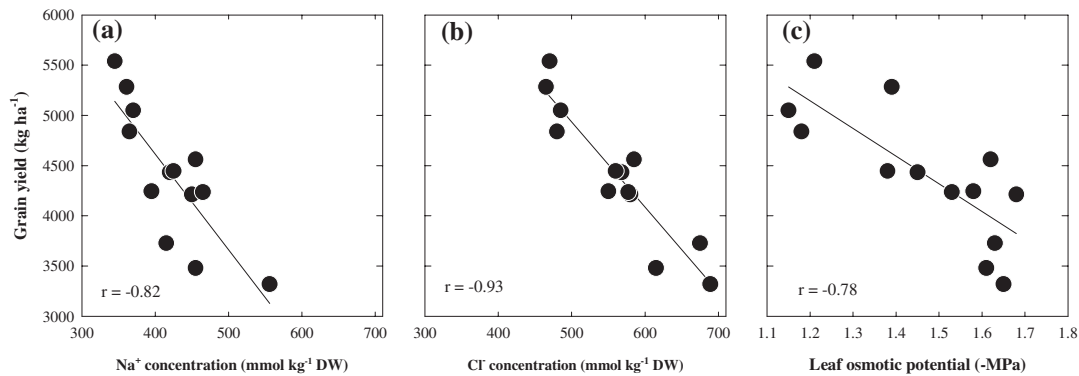 (a)
(b)
(c)
6000
5500
5000
4500
4000
3500
3000
Grain yield (kg ha⁻¹)
r = -0.82
r = -0.93
r = -0.78
300 400 500 600 700
300 400 500 600 700
1.1 1.2 1.3 1.4 1.5 1.6 1.7 1.8
Na⁺ concentration (mmol kg⁻¹ DW)
Cl⁻ concentration (mmol kg⁻¹ DW)
Leaf osmotic potential (-MPa)